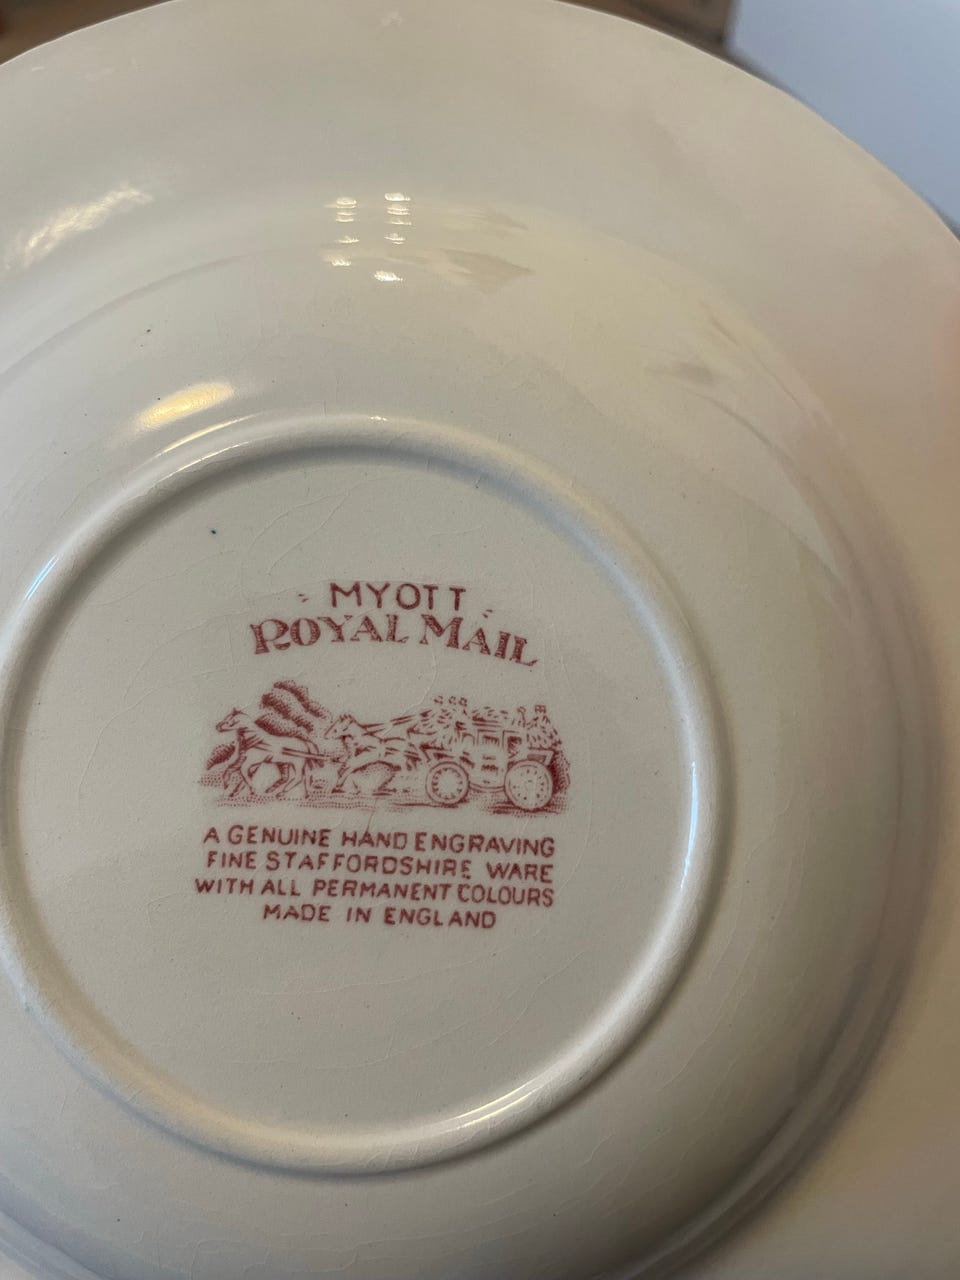 MYOTT
ROYAL MAIL
A GENUINE HAND ENGRAVING
FINE STAFFORDSHIRE WARE
WITH ALL PERMANENT COLOURS
MADE IN ENGLAND